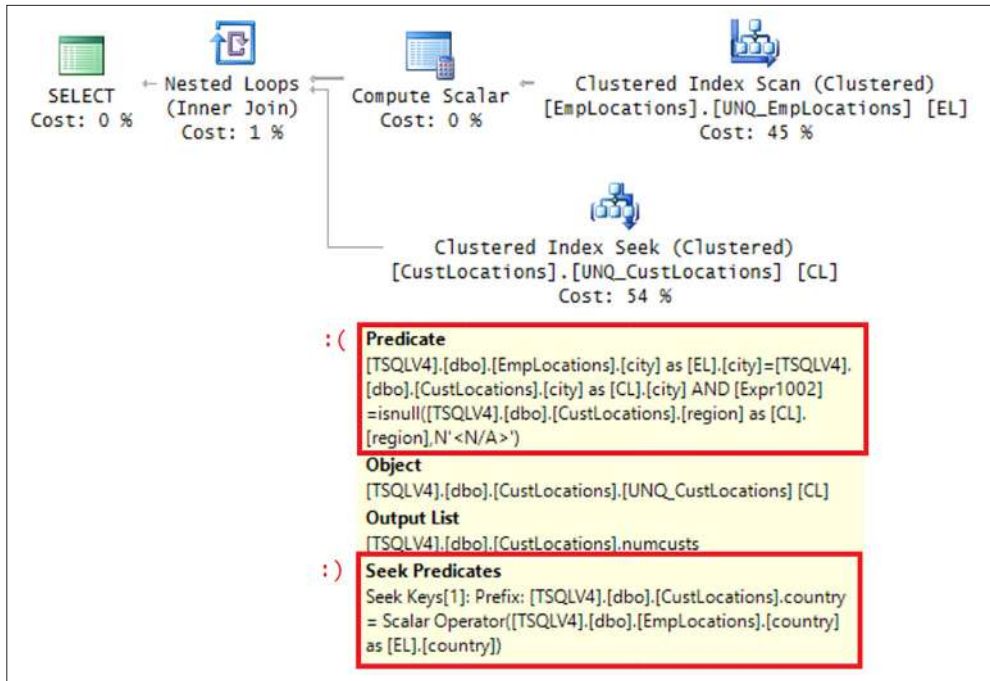 SELECT
Cost: 0 %
Nested Loops
(Inner Join)
Cost: 1 %
Compute Scalar
Cost: 0 %
Clustered Index Scan (Clustered)
[EmpLocations].[UNQ_EmpLocations] [EL]
Cost: 45 %
Clustered Index Seek (Clustered)
[CustLocations].[UNQ_CustLocations] [CL]
Cost: 54 %
:(
Predicate
[TSQLV4].[dbo].[EmpLocations].[city] as [EL].[city]=[TSQLV4].
[dbo].[CustLocations].[city] as [CL].[city] AND [Expr1002]
=isnull([TSQLV4].[dbo].[CustLocations].[region] as [CL].
[region],N'<N/A>')
Object
[TSQLV4].[dbo].[CustLocations].[UNQ_CustLocations] [CL]
Output List
[TSQLV4].[dbo].[CustLocations].numcusts
:)
Seek Predicates
Seek Keys[1]: Prefix: [TSQLV4].[dbo].[CustLocations].country
= Scalar Operator([TSQLV4].[dbo].[EmpLocations].[country]
as [EL].[country])